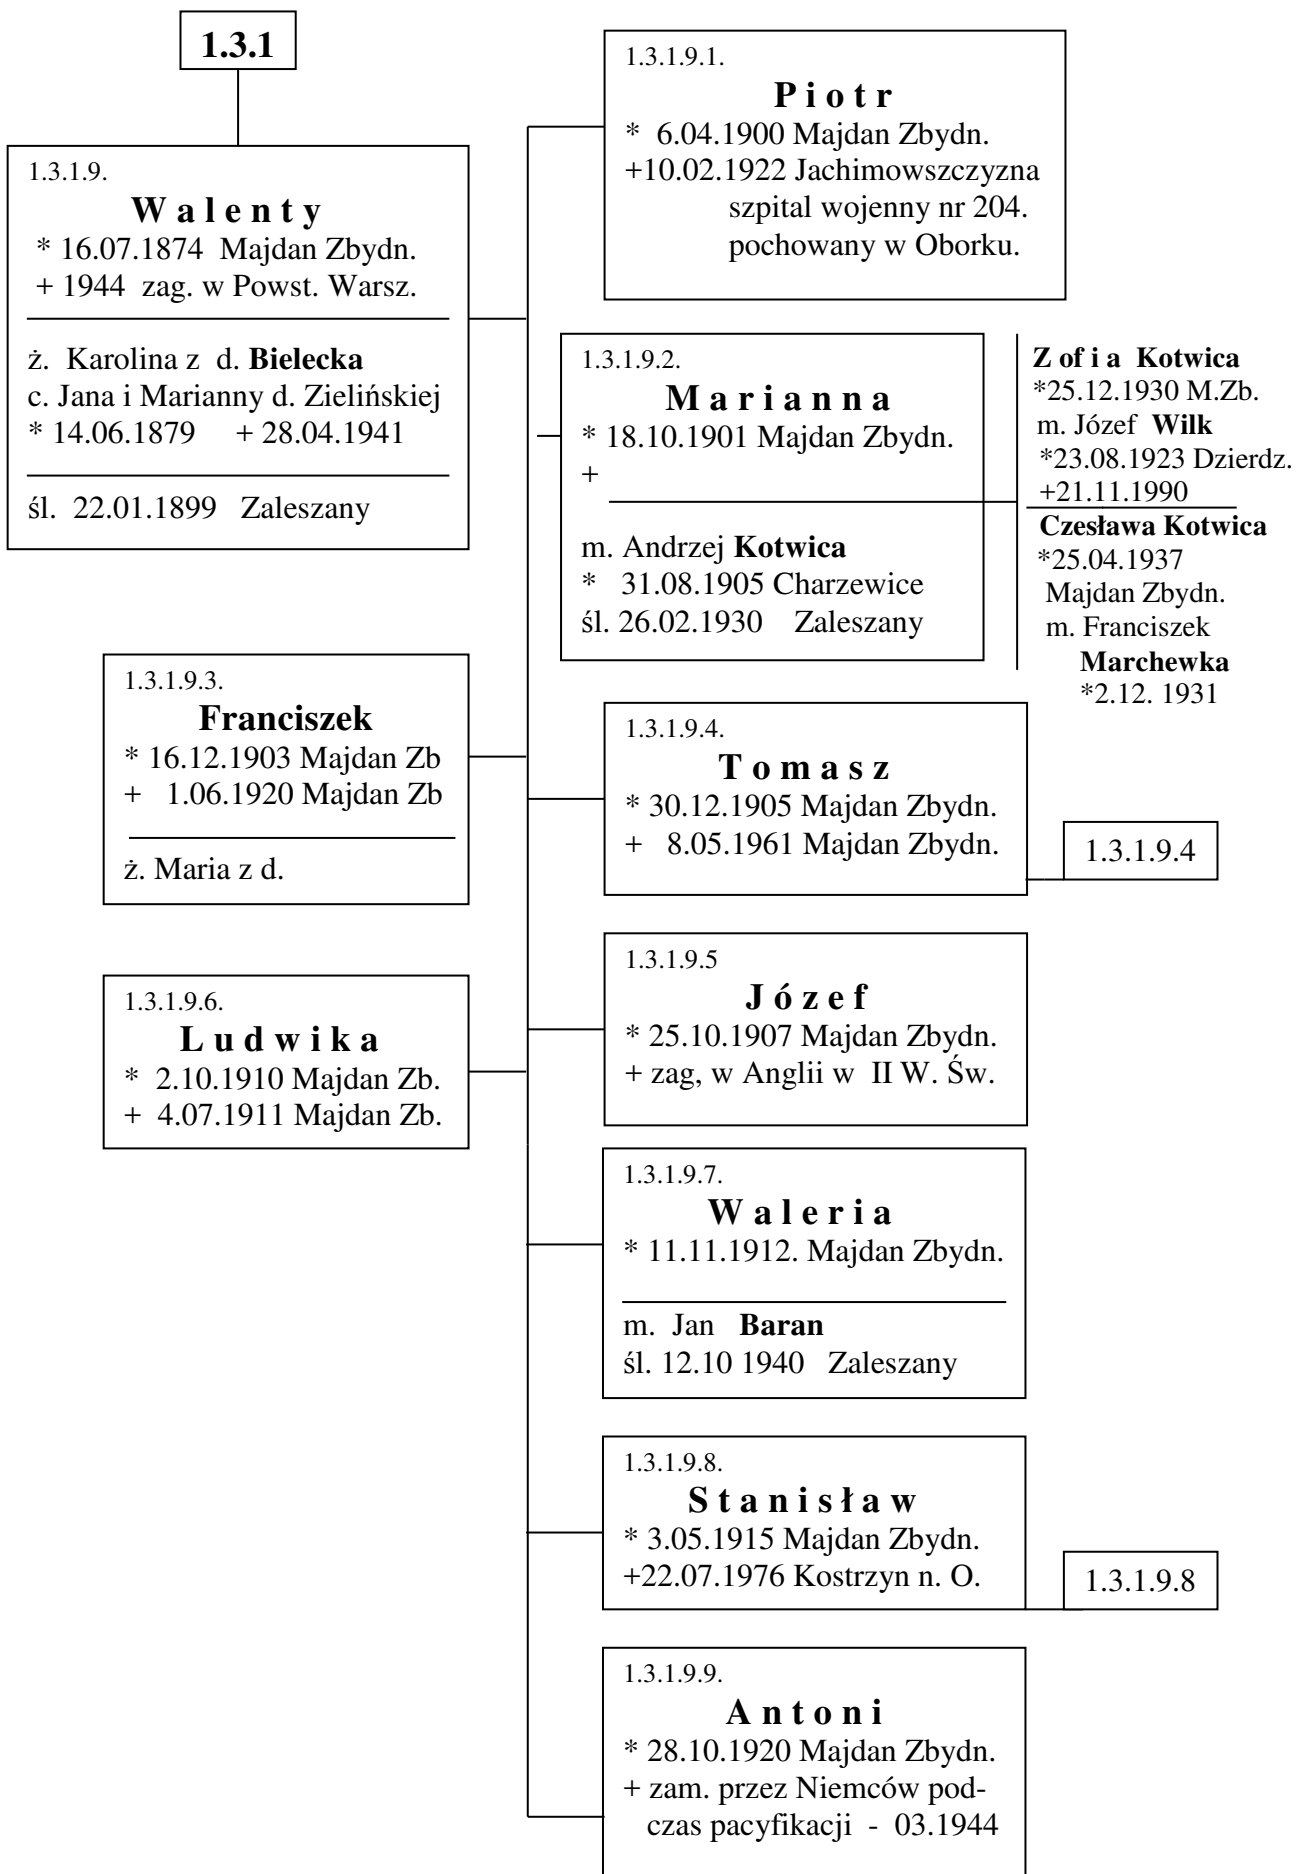 1.3.1
1.3.1.9.
W a l e n t y
* 16.07.1874 Majdan Zbydn.
+ 1944 zag. w Powst. Warsz.
ż. Karolina z d. Bielecka
c. Jana i Marianny d. Zielińskiej
* 14.06.1879 + 28.04.1941
śl. 22.01.1899 Zaleszany
1.3.1.9.1.
P i o t r
* 6.04.1900 Majdan Zbydn.
+10.02.1922 Jachimowszczyzna
szpital wojenny nr 204.
pochowany w Oborku.
1.3.1.9.2.
M a r i a n n a
* 18.10.1901 Majdan Zbydn.
+
m. Andrzej Kotwica
* 31.08.1905 Charzewice
śl. 26.02.1930 Zaleszany
Z of i a Kotwica
*25.12.1930 M.Zb.
m. Józef Wilk
*23.08.1923 Dzierdz.
+21.11.1990
Czesława Kotwica
*25.04.1937
Majdan Zbydn.
m. Franciszek
Marchewka
*2.12. 1931
1.3.1.9.3.
Franciszek
* 16.12.1903 Majdan Zb
+ 1.06.1920 Majdan Zb
ż. Maria z d.
1.3.1.9.4.
T o m a s z
* 30.12.1905 Majdan Zbydn.
+ 8.05.1961 Majdan Zbydn.
1.3.1.9.4
1.3.1.9.5
J ó z e f
* 25.10.1907 Majdan Zbydn.
+ zag, w Anglii w II W. Św.
1.3.1.9.6.
L u d w i k a
* 2.10.1910 Majdan Zb.
+ 4.07.1911 Majdan Zb.
1.3.1.9.7.
W a l e r i a
* 11.11.1912. Majdan Zbydn.
m. Jan Baran
śl. 12.10 1940 Zaleszany
1.3.1.9.8.
S t a n i s ł a w
* 3.05.1915 Majdan Zbydn.
+22.07.1976 Kostrzyn n. O.
1.3.1.9.8
1.3.1.9.9.
A n t o n i
* 28.10.1920 Majdan Zbydn.
+ zam. przez Niemców pod-
czas pacyfikacji - 03.1944